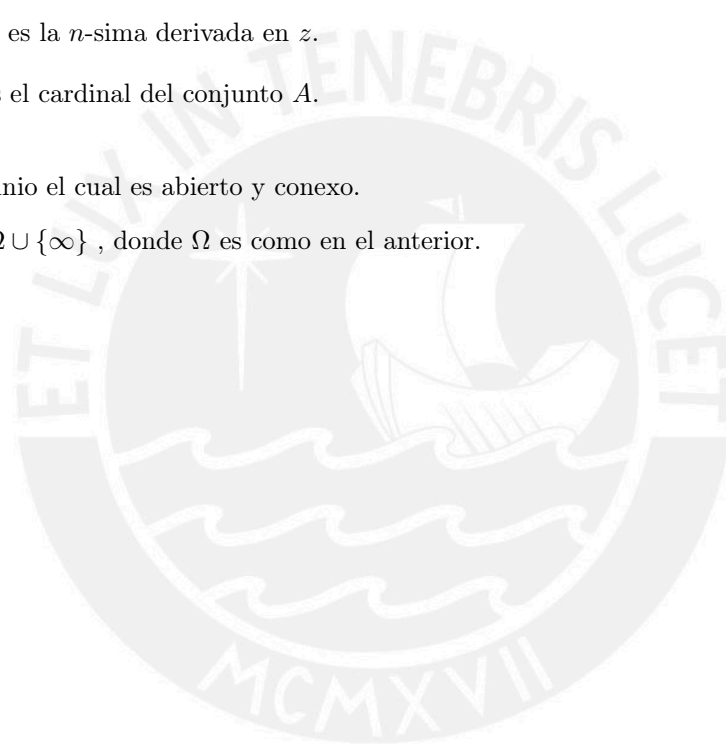 es la n-sima derivada en z.
el cardinal del conjunto A.
el cual es abierto y conexo.
∪ {∞} , donde Ω es como en el anterior.
ET LUX IN TENEBRIS LUCET
MCMXVII